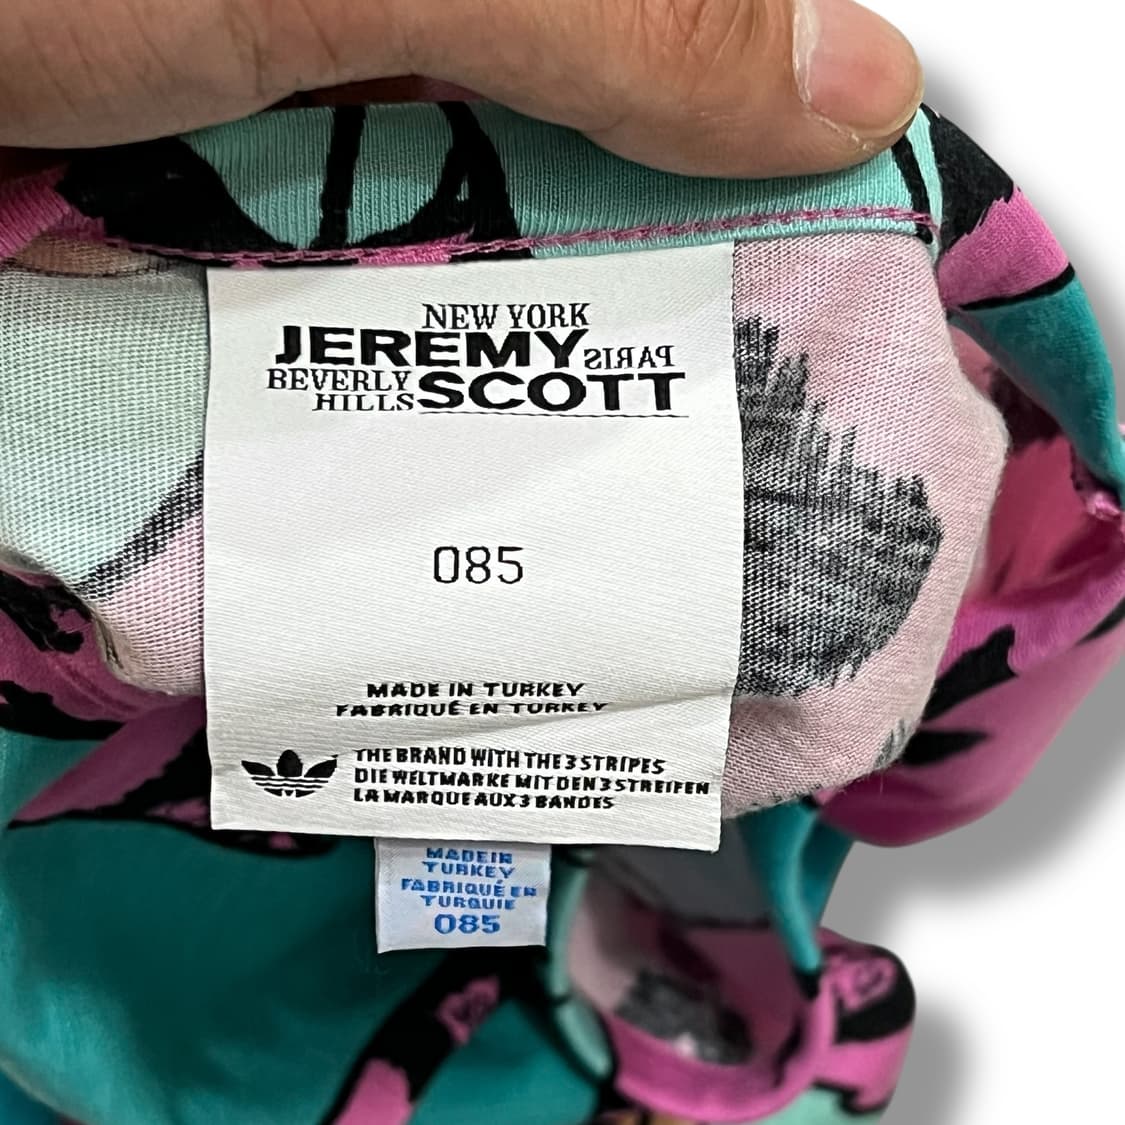 NEW YORK
JEREMY PARIS
BEVERLY SCOTT
HILLS
085
MADE IN TURKEY
FABRIQUÉ EN TURKEY
THE BRAND WITH THE 3 STRIPES
DIE WELTMARKE MIT DEN 3 STREIFEN
LA MARQUE AUX 3 BANDES
MADE IN
TURKEY
FABRIQUÉ EN
TURQUIE
085